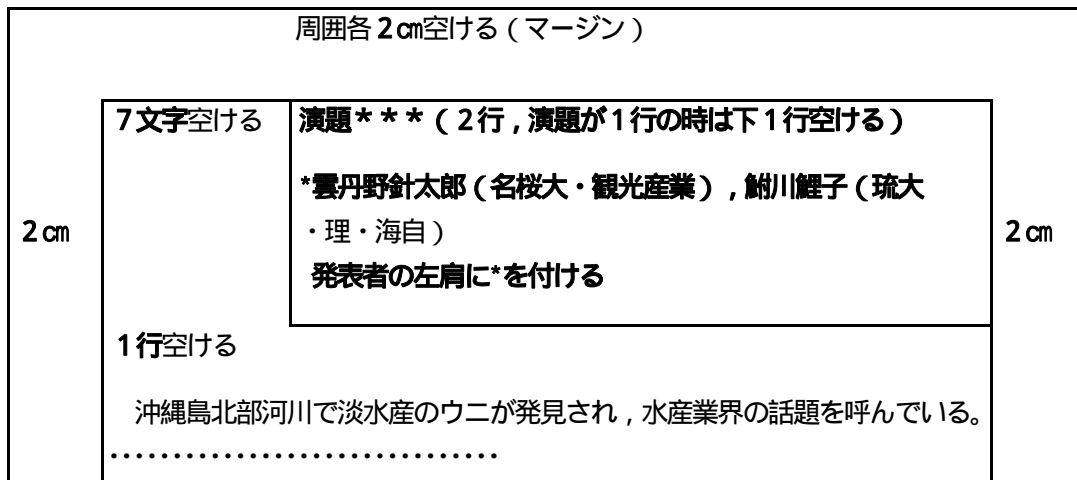 周囲各2㎝空ける（マージン）
7文字空ける
演題＊＊＊（2行，演題が1行の時は下1行空ける）
*雲丹野針太郎（名桜大・観光産業），鮒川鯉子（琉大
・理・海自）
2㎝
2㎝
発表者の左肩に*を付ける
1行空ける
沖縄島北部河川で淡水産のウニが発見され，水産業界の話題を呼んでいる。
・・・・・・・・・・・・・・・・・・・・・・・・・・・・・・・